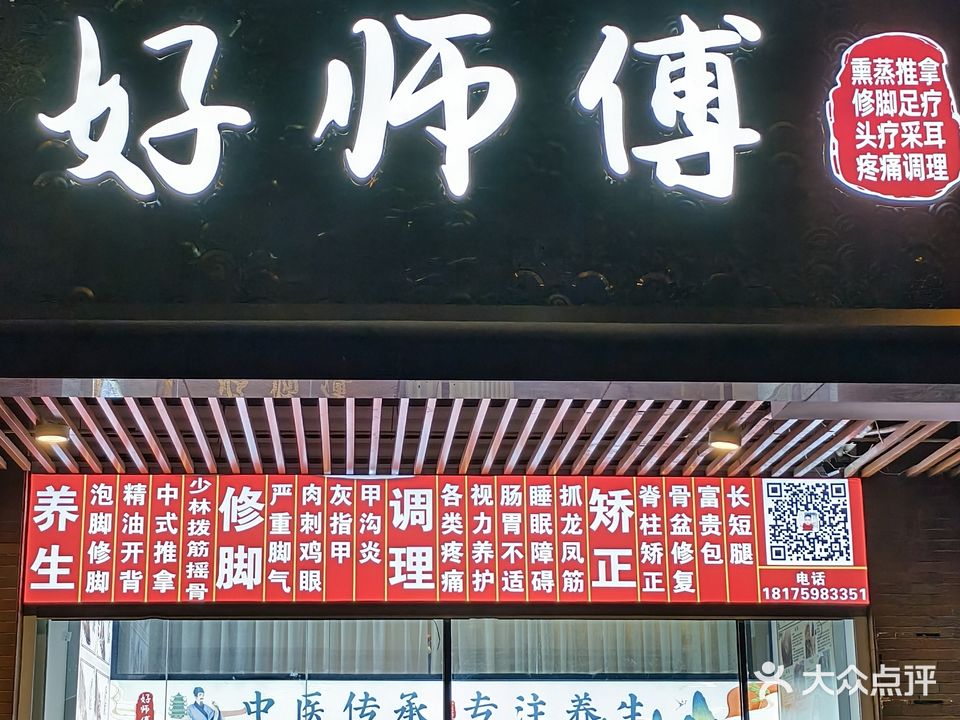 好师傅
熏蒸推拿
修脚足疗
头疗采耳
疼痛调理
养生
泡脚修脚
精油开背
中式推拿
少林拨筋摇骨
修脚
严重脚气
肉刺鸡眼
灰指甲
甲沟炎
调理
各类疼痛
视力养护
肠胃不适
睡眠障碍
抓龙凤筋
矫正
脊柱矫正
骨盆修复
富贵包
长短腿
电话
18175983351
好师傅
中医传承 专注养生
大众点评